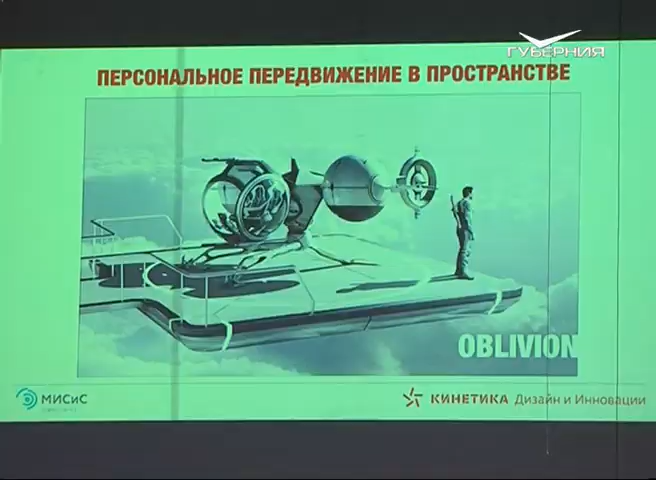 ГУБЕРНИЯ
ПЕРСОНАЛЬНОЕ ПЕРЕДВИЖЕНИЕ В ПРОСТРАНСТВЕ
OBLIVION
МИСиС
КИНЕТИКА Дизайн и Инновации